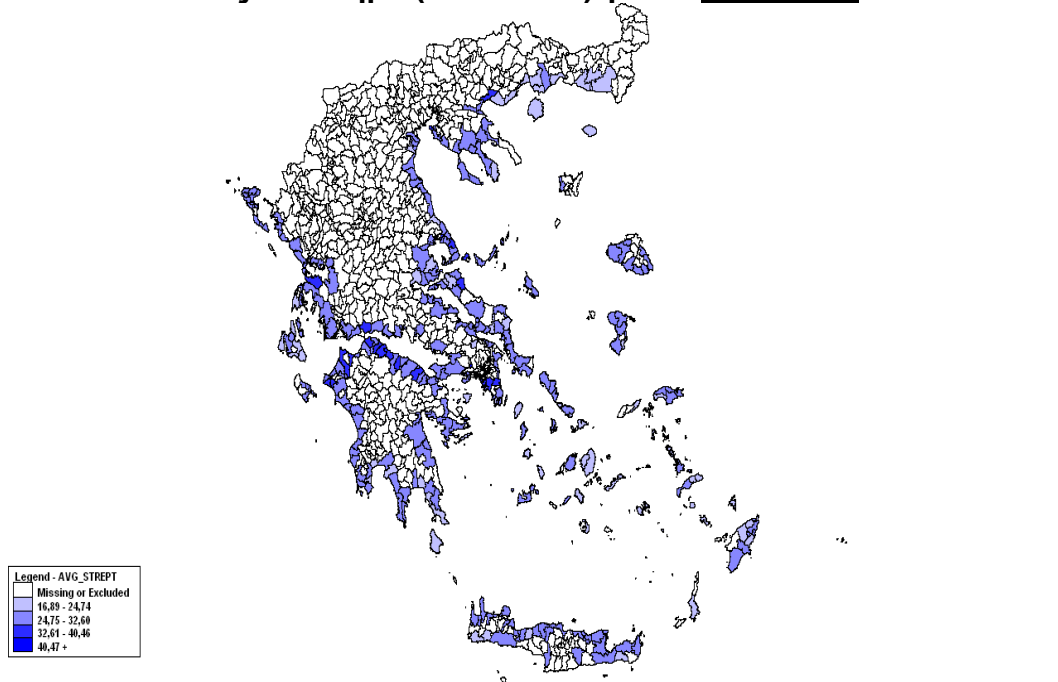 Legend - AVG_STREPT
Missing or Excluded
16,89 - 24,74
24,75 - 32,60
32,61 - 40,46
40,47 +